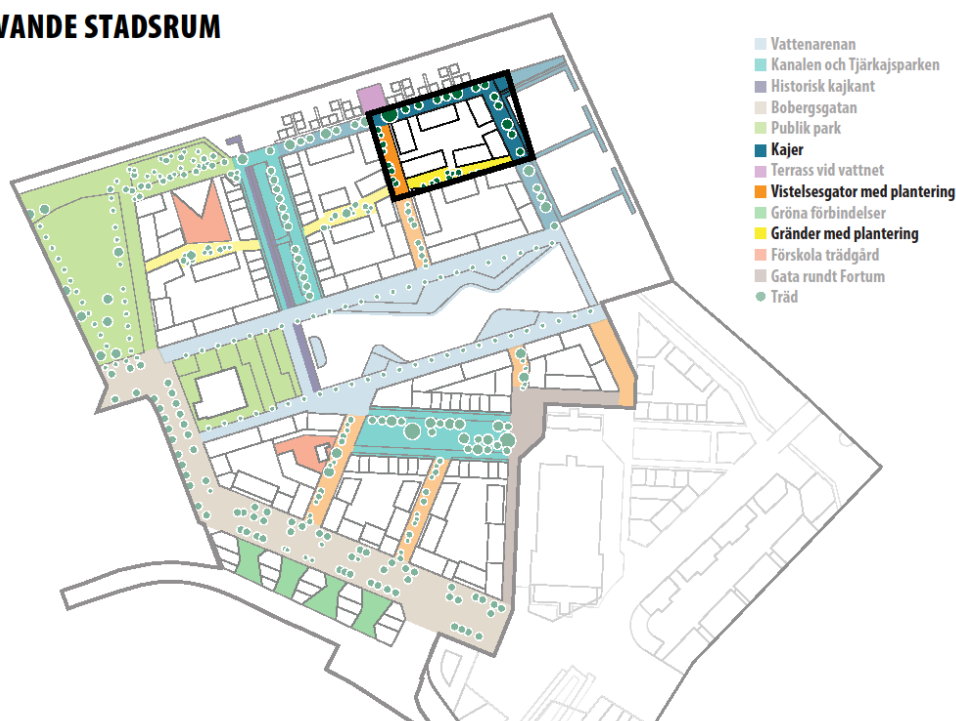 VANDE STADSRUM
Vattenarenan
Kanalen och Tjärkajsparken
Historisk kajkant
Bobergsgatan
Publik park
Kajer
Terrass vid vattnet
Vistelsesgator med plantering
Gröna förbindelser
Gränder med plantering
Förskola trädgård
Gata rundt Fortum
Träd